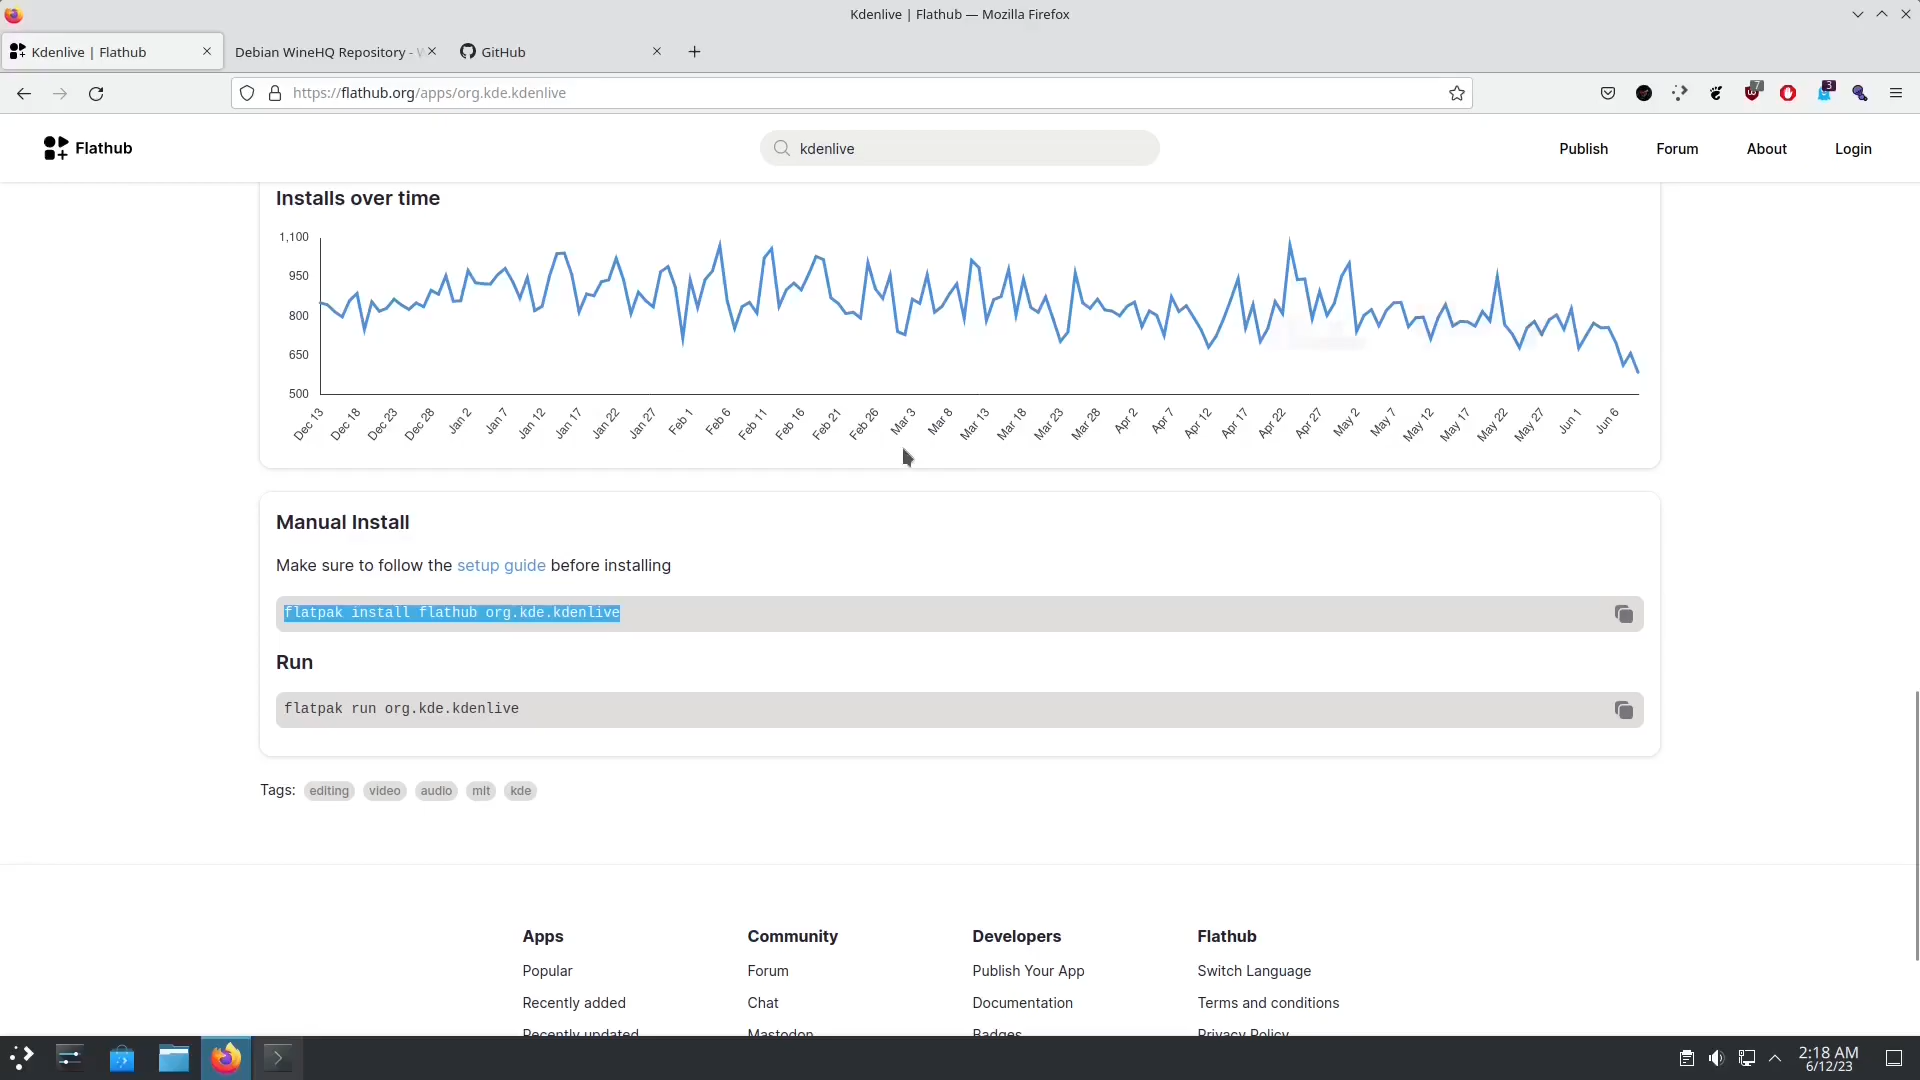 Kdenlive | Flathub — Mozilla Firefox
Kdenlive | Flathub
Debian WineHQ Repository -
GitHub
https://flathub.org/apps/org.kde.kdenlive
7
3
Flathub
kdenlive
Publish
Forum
About
Login
Installs over time
1,100
950
800
650
500
Dec 13
Dec 18
Dec 23
Dec 28
Jan 2
Jan 7
Jan 12
Jan 17
Jan 22
Jan 27
Feb 1
Feb 6
Feb 11
Feb 16
Feb 21
Feb 26
Mar 3
Mar 8
Mar 13
Mar 18
Mar 23
Mar 28
Apr 2
Apr 7
Apr 12
Apr 17
Apr 22
Apr 27
May 2
May 7
May 12
May 17
May 22
May 27
Jun 1
Jun 6
Manual Install
Make sure to follow the setup guide before installing
flatpak install flathub org.kde.kdenlive
Run
flatpak run org.kde.kdenlive
Tags: editing video audio mlt kde
Apps
Community
Developers
Flathub
Popular
Forum
Publish Your App
Switch Language
Recently added
Chat
Documentation
Terms and conditions
Recently updated
Mastodon
Badges
Privacy Policy
2:18 AM
6/12/23